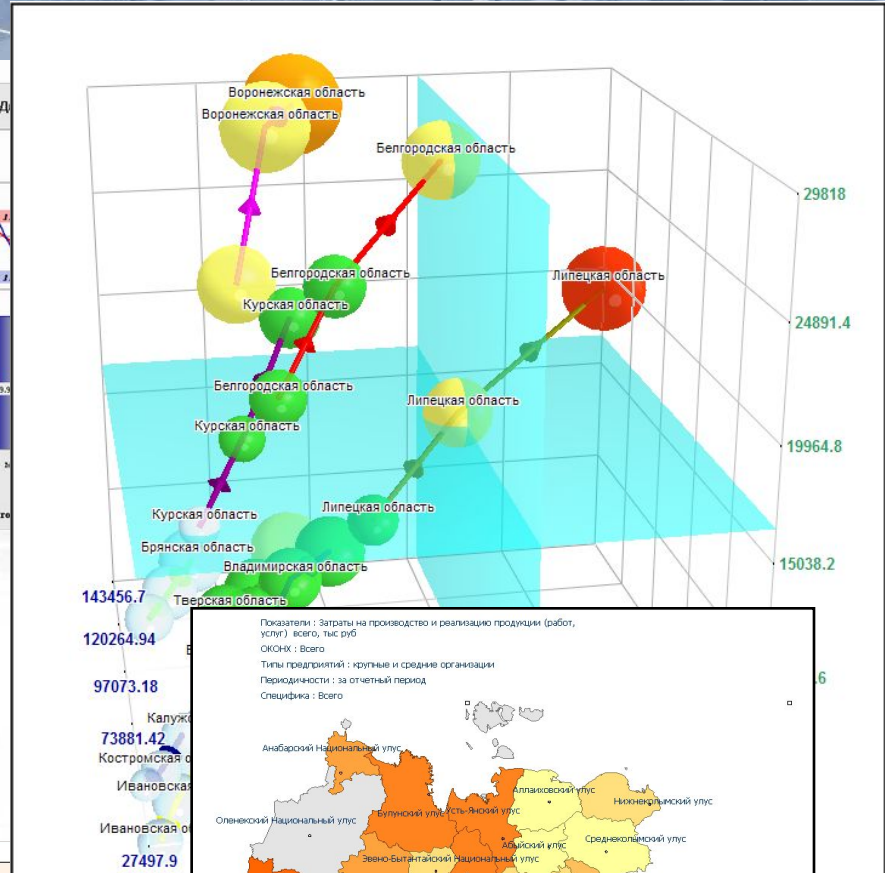 Воронежская область
Воронежская область
Белгородская область
29818
Белгородская область
Липецкая область
Курская область
24891.4
Белгородская область
Липецкая область
Курская область
19964.8
Липецкая область
Курская область
Брянская область
Владимирская область
15038.2
143456.7
Тверская область
120264.94
97073.18
.6
Калужс
73881.42
Костромская о
Ивановская
Ивановская об
27497.9
Показатели : Затраты на производство и реализацию продукции (работ,
услуг) всего, тыс руб
ОКОНХ : Всего
Типы предприятий : крупные и средние организации
Периодичности : за отчетный период
Специфика : Всего
Анабарский Национальный улус
Аллаиховский улус
Нижнеколымский улус
Оленекский Национальный улус
Булунский улус
Усть-Янский улус
Абыйский улус
Среднеколымский улус
Эвено-Бытантайский Национальный улус